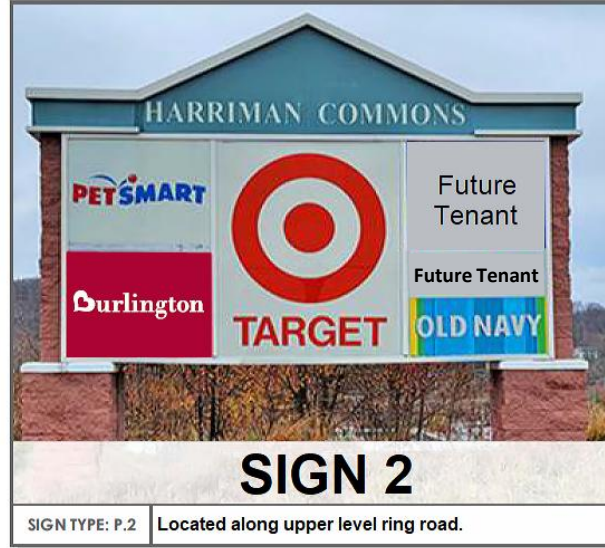 HARRIMAN COMMONS
PETSMART
Burlington
TARGET
Future
Tenant
Future Tenant
OLD NAVY
SIGN 2
SIGN TYPE: P.2
Located along upper level ring road.